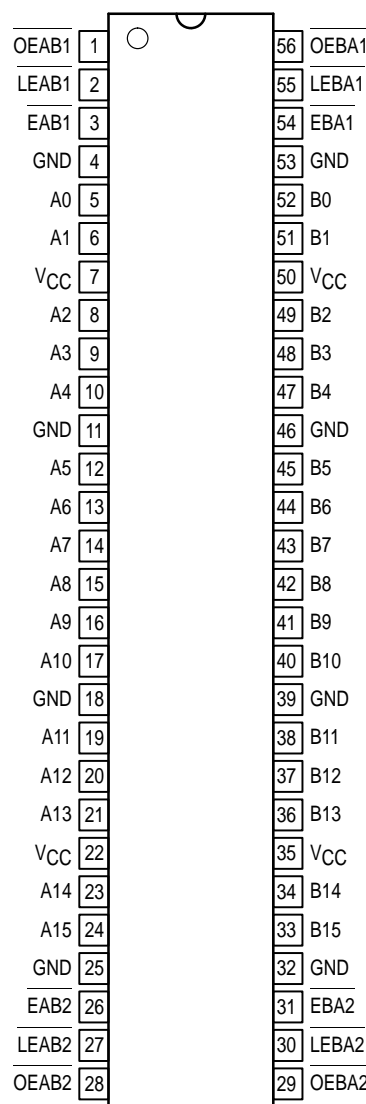 OEAB1 1 56 OEBA1
LEAB1 2 55 LEBA1
EAB1 3 54 EBA1
GND 4 53 GND
A0 5 52 B0
A1 6 51 B1
VCC 7 50 VCC
A2 8 49 B2
A3 9 48 B3
A4 10 47 B4
GND 11 46 GND
A5 12 45 B5
A6 13 44 B6
A7 14 43 B7
A8 15 42 B8
A9 16 41 B9
A10 17 40 B10
GND 18 39 GND
A11 19 38 B11
A12 20 37 B12
A13 21 36 B13
VCC 22 35 VCC
A14 23 34 B14
A15 24 33 B15
GND 25 32 GND
EAB2 26 31 EBA2
LEAB2 27 30 LEBA2
OEAB2 28 29 OEBA2